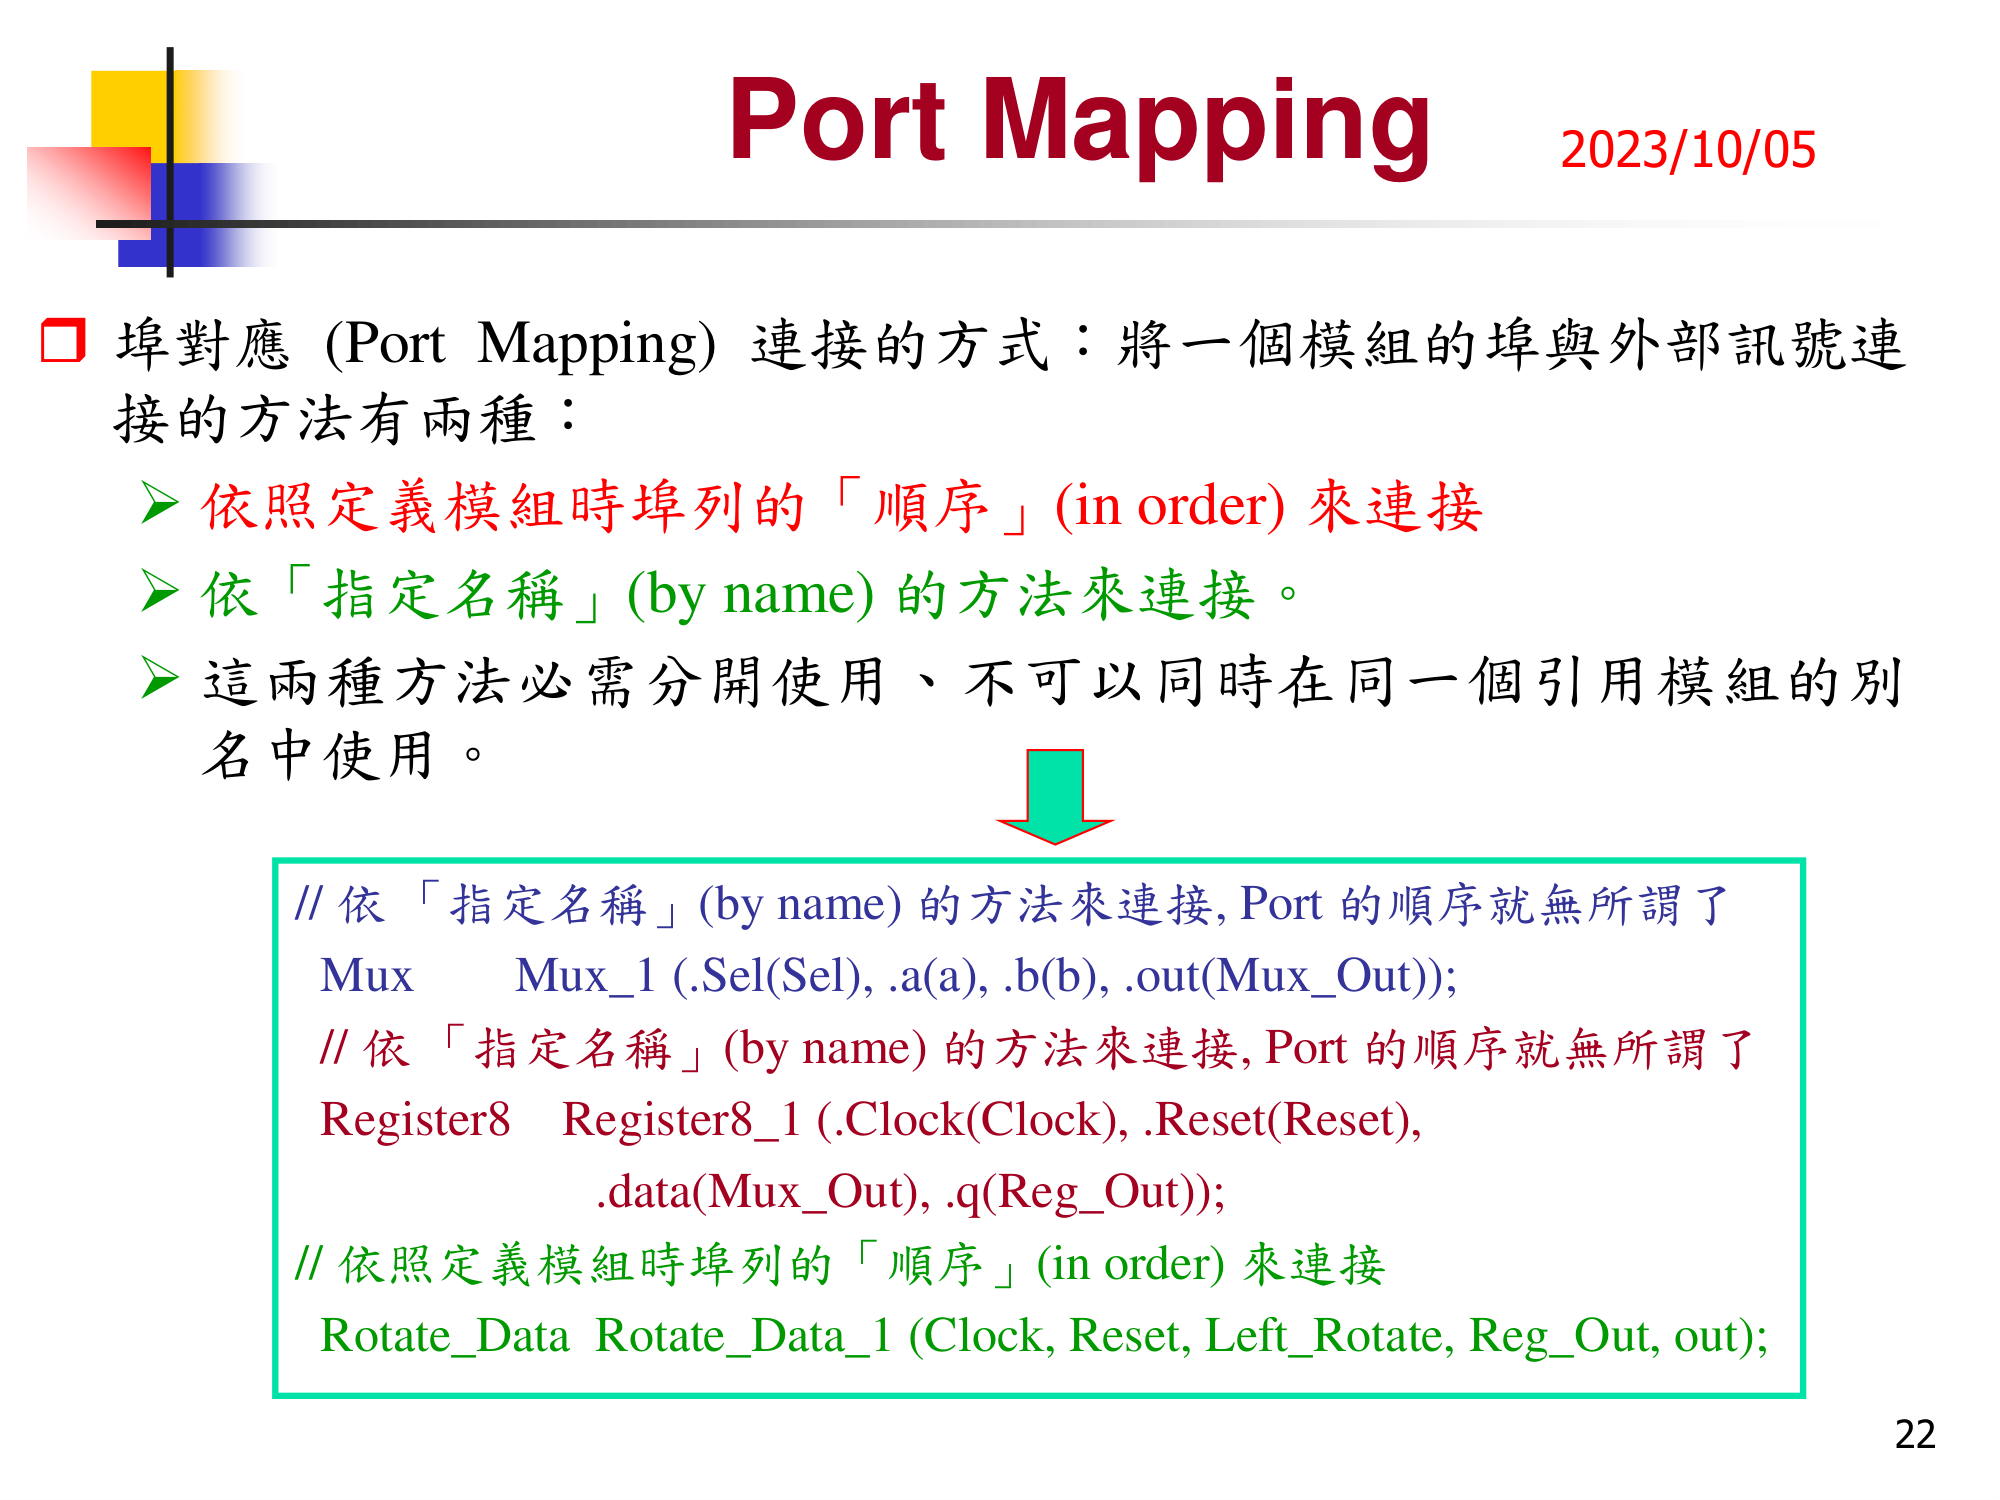 Port Mapping
2023/10/05
埠對應 (Port Mapping) 連接的方式：將一個模組的埠與外部訊號連
接的方法有兩種：
依照定義模組時埠列的「順序」(in order) 來連接
依「指定名稱」(by name) 的方法來連接。
這兩種方法必需分開使用、不可以同時在同一個引用模組的別
名中使用。
// 依 「指定名稱」(by name) 的方法來連接, Port 的順序就無所謂了
Mux Mux_1 (.Sel(Sel), .a(a), .b(b), .out(Mux_Out));
// 依 「指定名稱」(by name) 的方法來連接, Port 的順序就無所謂了
Register8 Register8_1 (.Clock(Clock), .Reset(Reset),
.data(Mux_Out), .q(Reg_Out));
// 依照定義模組時埠列的「順序」(in order) 來連接
Rotate_Data Rotate_Data_1 (Clock, Reset, Left_Rotate, Reg_Out, out);
22